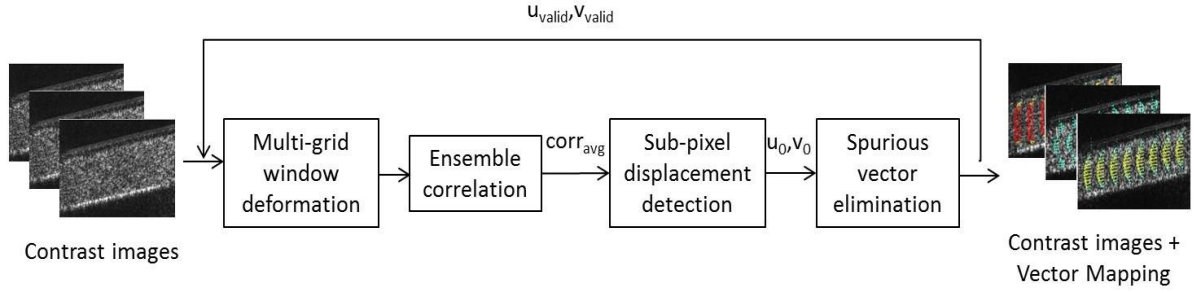 u_valid,v_valid
Multi-grid
window
deformation
Ensemble
correlation
corr_avg
Sub-pixel
displacement
detection
u_0,v_0
Spurious
vector
elimination
Contrast images
Contrast images +
Vector Mapping